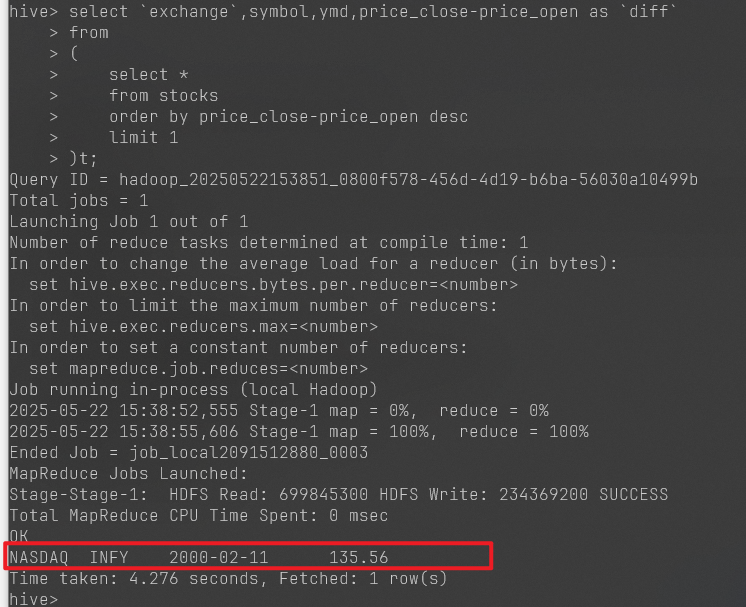 hive> select `exchange`,symbol,ymd,price_close-price_open as `diff`
    > from
    > (
    >     select *
    >     from stocks
    >     order by price_close-price_open desc
    >     limit 1
    > )t;
Query ID = hadoop_20250522153851_0800f578-456d-4d19-b6ba-56030a10499b
Total jobs = 1
Launching Job 1 out of 1
Number of reduce tasks determined at compile time: 1
In order to change the average load for a reducer (in bytes):
  set hive.exec.reducers.bytes.per.reducer=<number>
In order to limit the maximum number of reducers:
  set hive.exec.reducers.max=<number>
In order to set a constant number of reducers:
  set mapreduce.job.reduces=<number>
Job running in-process (local Hadoop)
2025-05-22 15:38:52,555 Stage-1 map = 0%,  reduce = 0%
2025-05-22 15:38:55,606 Stage-1 map = 100%,  reduce = 100%
Ended Job = job_local2091512880_0003
MapReduce Jobs Launched:
Stage-Stage-1:  HDFS Read: 699845300 HDFS Write: 234369200 SUCCESS
Total MapReduce CPU Time Spent: 0 msec
OK
NASDAQ  INFY    2000-02-11      135.56
Time taken: 4.276 seconds, Fetched: 1 row(s)
hive>